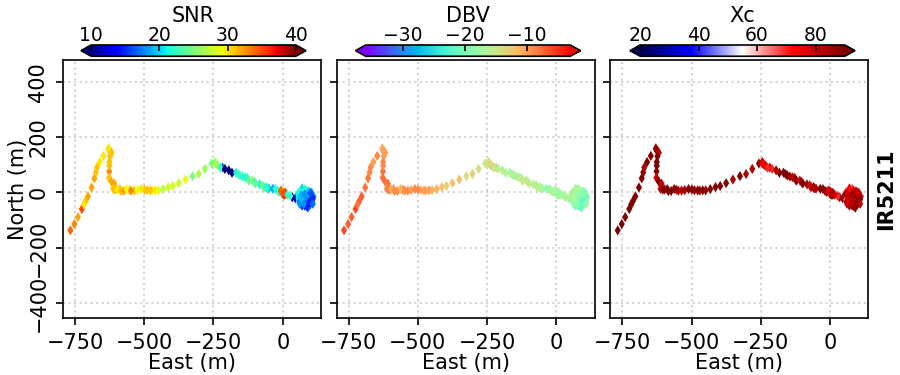 SNR DBV Xc
10 20 30 40 −30 −20 −10 20 40 60 80
400
200
0
−200
−400
North (m)
−750 −500 −250 0 −750 −500 −250 0 −750 −500 −250 0
East (m) East (m) East (m)
IR5211